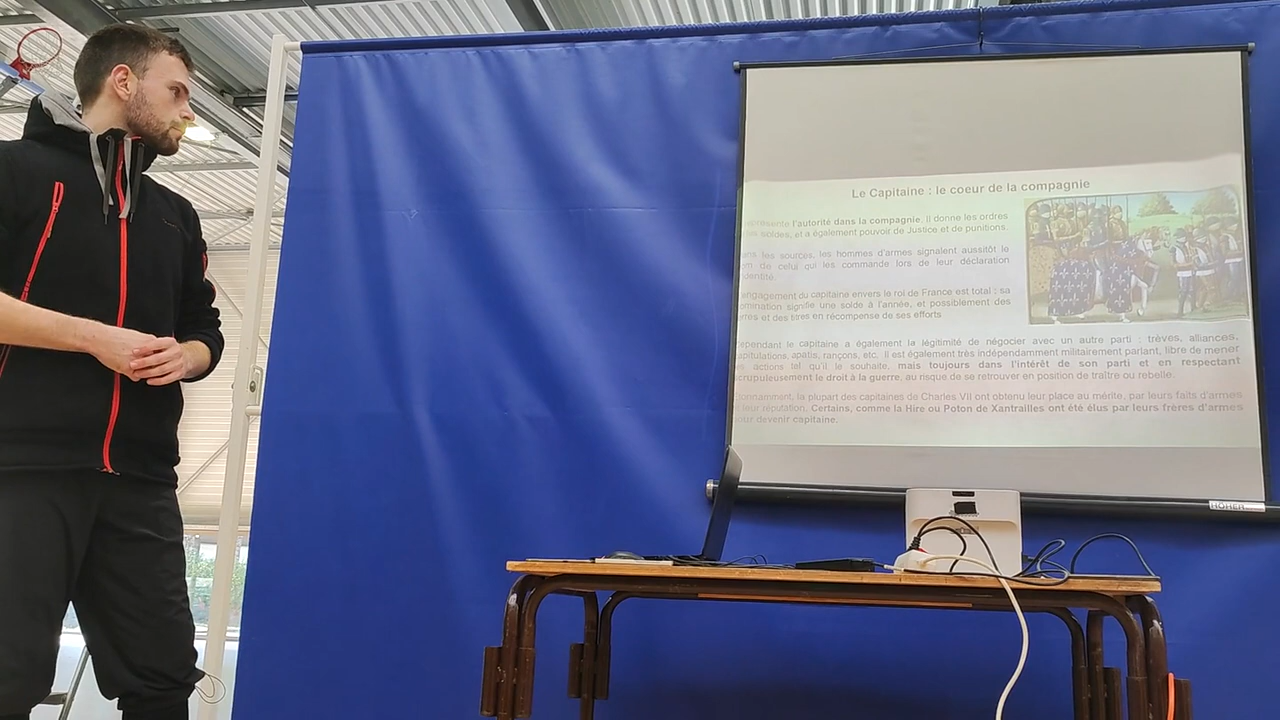 Le Capitaine : le coeur de la compagnie
représente l'autorité dans la compagnie. Il donne les ordres
soldes, et a également pouvoir de Justice et de punitions.
les sources, les hommes d'armes signalent aussitôt le
de celui qui les commande lors de leur déclaration
engagement du capitaine envers le roi de France est total : sa
mination signifie une solde à l'année, et possiblement des
et des titres en récompense de ses efforts
ependant le capitaine a également la légitimité de négocier avec un autre parti : trêves, alliances,
apitulations, apatis, rançons, etc. Il est également très indépendamment militairement parlant, libre de mener
actions tel qu'il le souhaite, mais toujours dans l'intérêt de son parti et en respectant
crupuleusement le droit à la guerre, au risque de se retrouver en position de traître ou rebelle.
la plupart des capitaines de Charles VII ont obtenu leur place au mérite, par leurs faits d'armes
leur réputation. Certains, comme la Hire ou Poton de Xantrailles ont été élus par leurs frères d'armes
devenir capitaine.